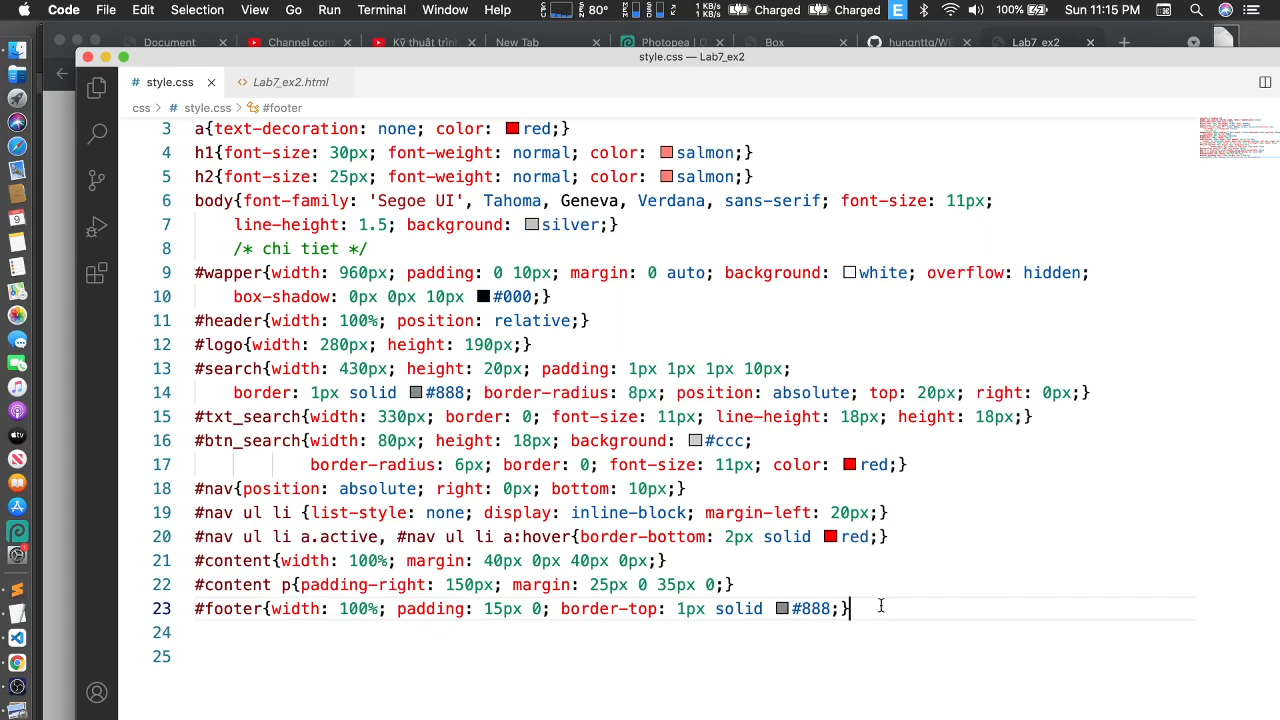 Code File Edit Selection View Go Run Terminal Window Help 80° 1 KB/s 1 KB/s Charged Charged E 100% Sun 11:15 PM
Document Channel cont Kỹ thuật trình New Tab Photopea Box hungnttg/WE Lab7_ex2
style.css — Lab7_ex2
# style.css <> Lab7_ex2.html
css > # style.css > #footer
3 a{text-decoration: none; color: red;}
4 h1{font-size: 30px; font-weight: normal; color: salmon;}
5 h2{font-size: 25px; font-weight: normal; color: salmon;}
6 body{font-family: 'Segoe UI', Tahoma, Geneva, Verdana, sans-serif; font-size: 11px;
7 line-height: 1.5; background: silver;}
8 /* chi tiet */
9 #wapper{width: 960px; padding: 0 10px; margin: 0 auto; background: white; overflow: hidden;
10 box-shadow: 0px 0px 10px #000;}
11 #header{width: 100%; position: relative;}
12 #logo{width: 280px; height: 190px;}
13 #search{width: 430px; height: 20px; padding: 1px 1px 1px 10px;
14 border: 1px solid #888; border-radius: 8px; position: absolute; top: 20px; right: 0px;}
15 #txt_search{width: 330px; border: 0; font-size: 11px; line-height: 18px; height: 18px;}
16 #btn_search{width: 80px; height: 18px; background: #ccc;
17 border-radius: 6px; border: 0; font-size: 11px; color: red;}
18 #nav{position: absolute; right: 0px; bottom: 10px;}
19 #nav ul li {list-style: none; display: inline-block; margin-left: 20px;}
20 #nav ul li a.active, #nav ul li a:hover{border-bottom: 2px solid red;}
21 #content{width: 100%; margin: 40px 0px 40px 0px;}
22 #content p{padding-right: 150px; margin: 25px 0 35px 0;}
23 #footer{width: 100%; padding: 15px 0; border-top: 1px solid #888;}
24
25